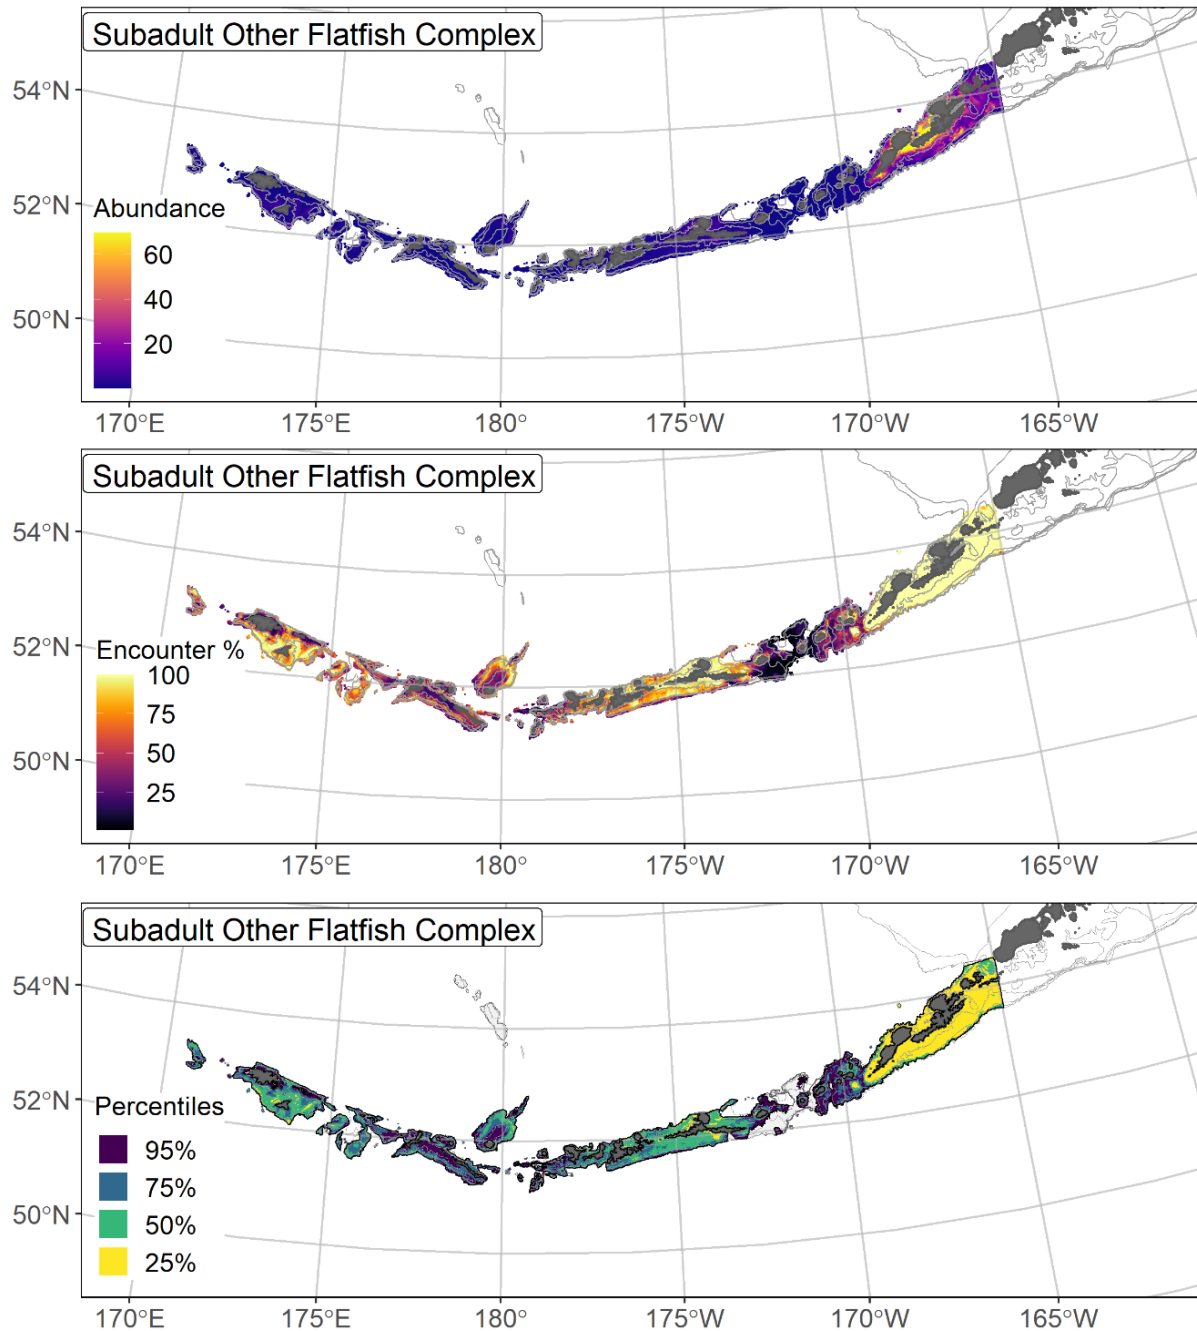 Subadult Other Flatfish Complex
54°N
52°N
50°N
Abundance
60
40
20
170°E 175°E 180° 175°W 170°W 165°W
Subadult Other Flatfish Complex
54°N
52°N
50°N
Encounter %
100
75
50
25
170°E 175°E 180° 175°W 170°W 165°W
Subadult Other Flatfish Complex
54°N
52°N
50°N
Percentiles
95%
75%
50%
25%
170°E 175°E 180° 175°W 170°W 165°W